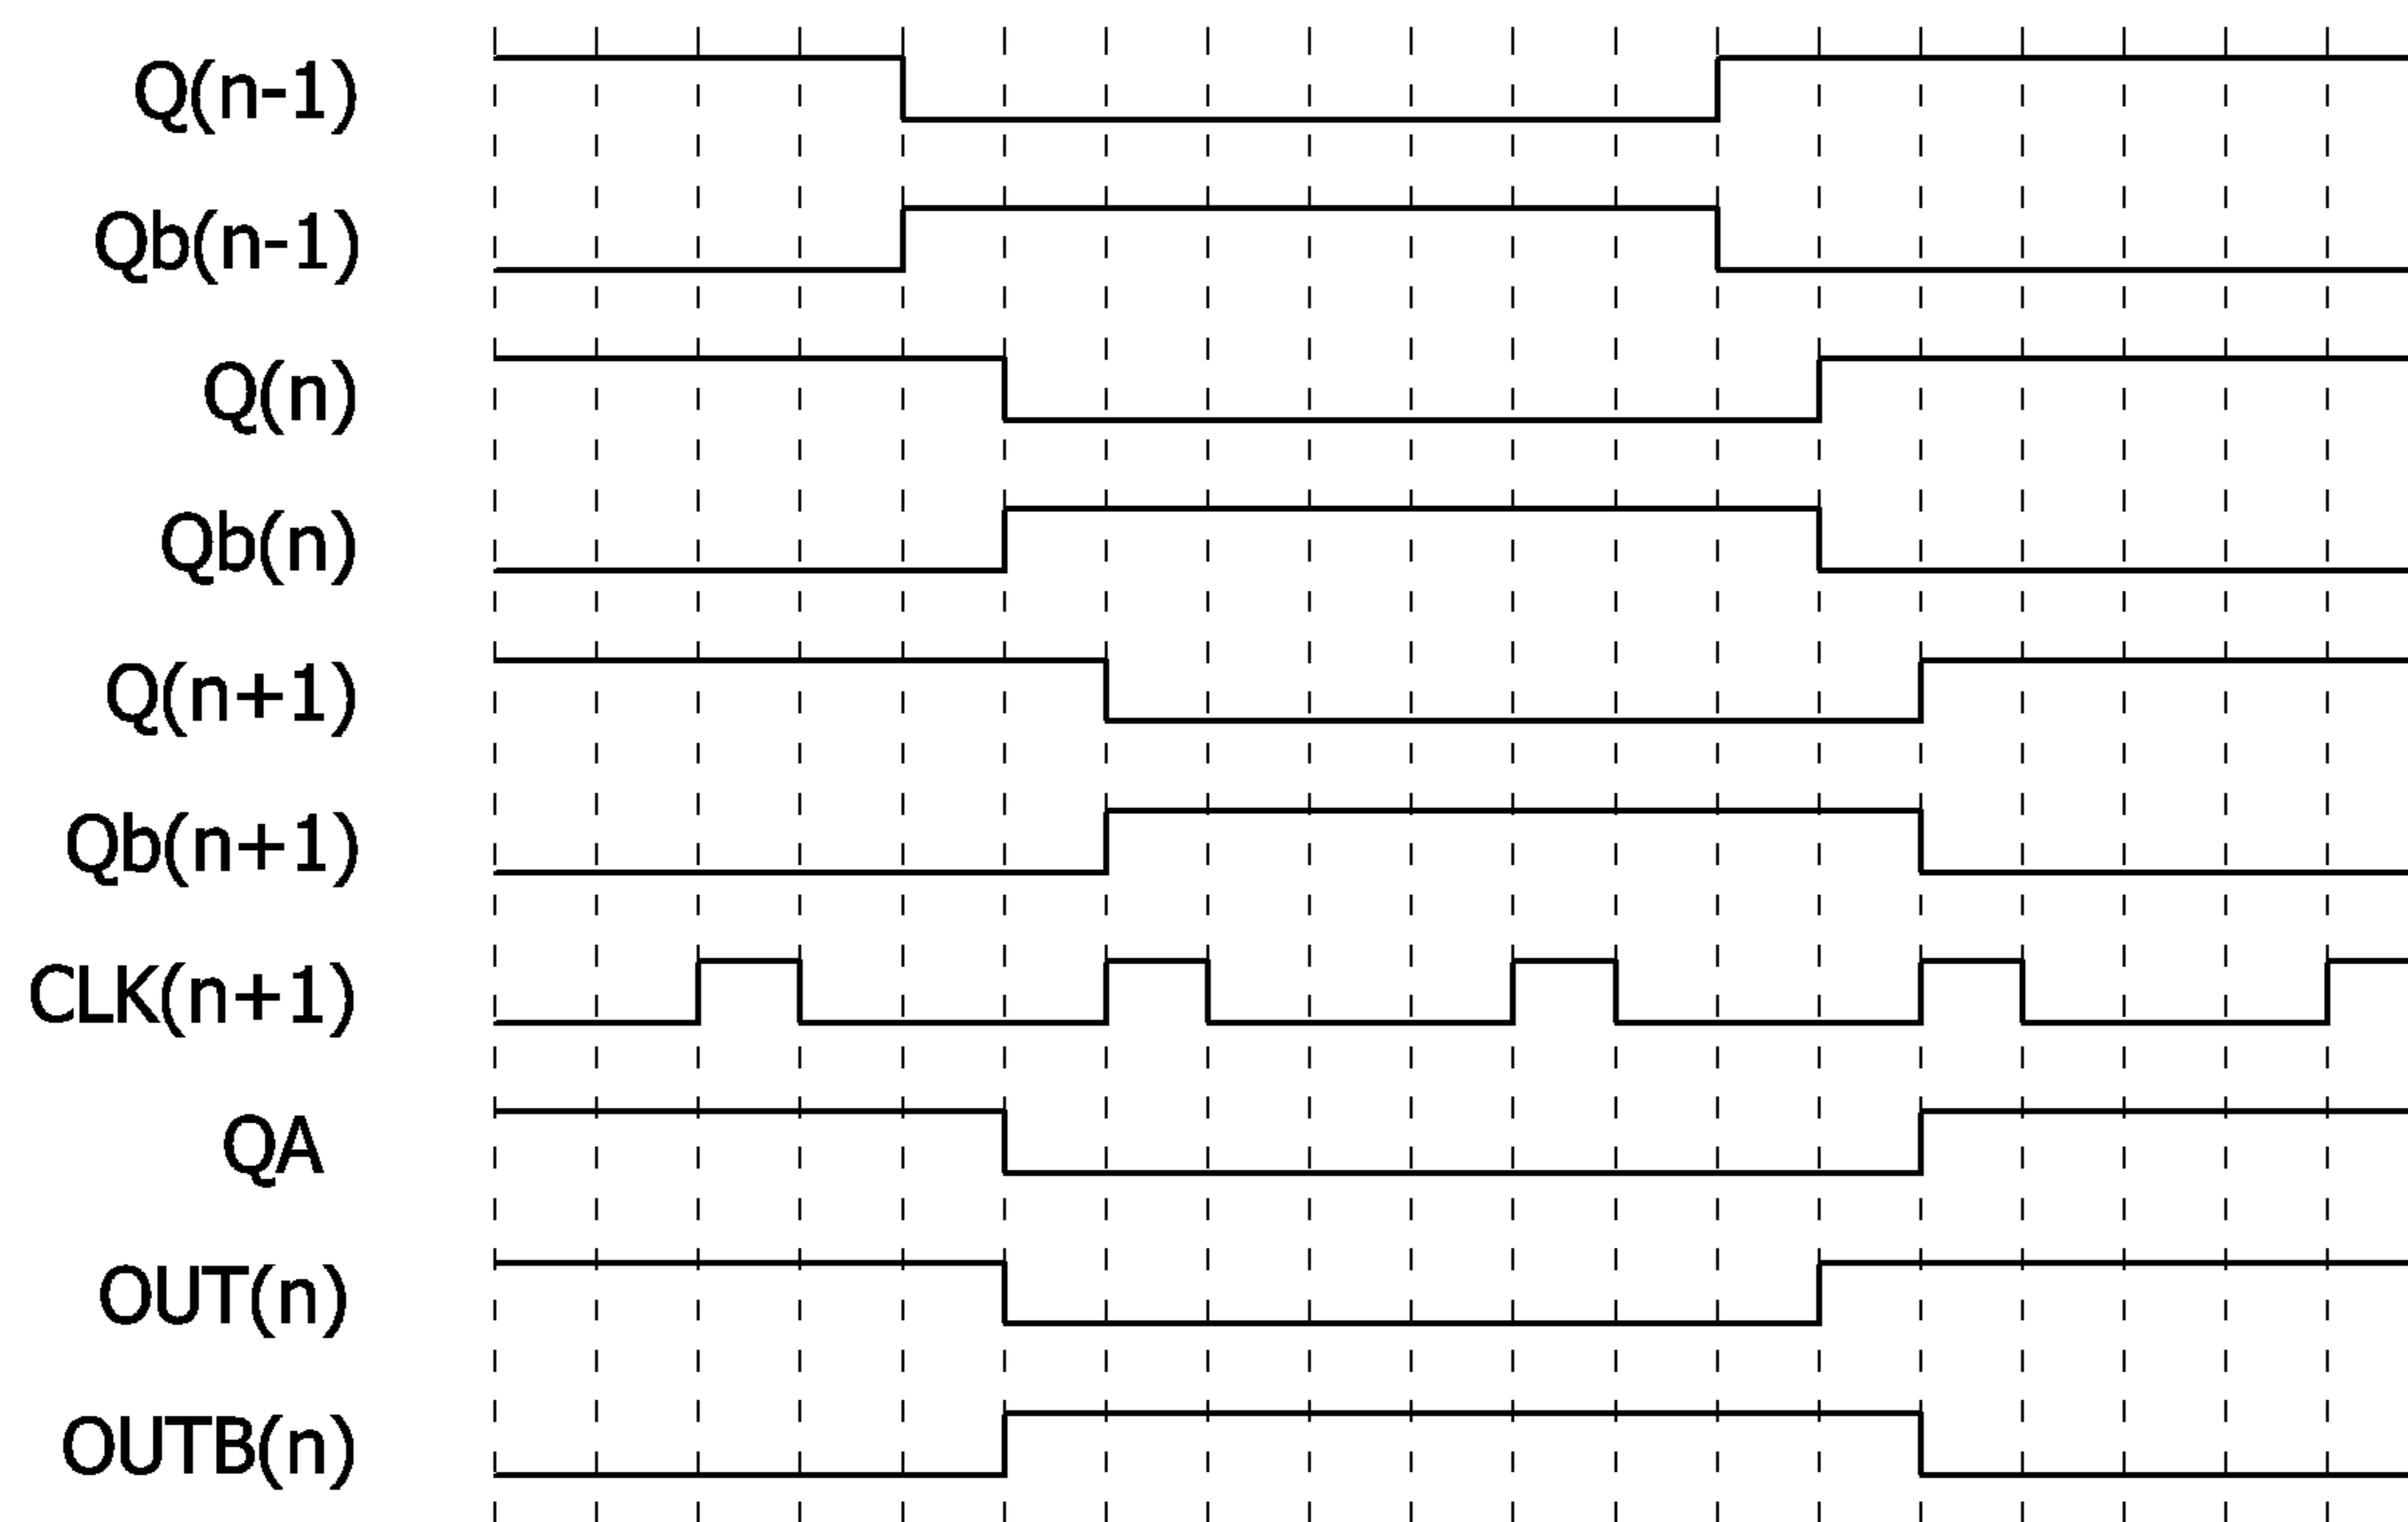 Q(n-1)
Qb(n-1)
Q(n)
Qb(n)
Q(n+1)
Qb(n+1)
CLK(n+1)
QA
OUT(n)
OUTB(n)